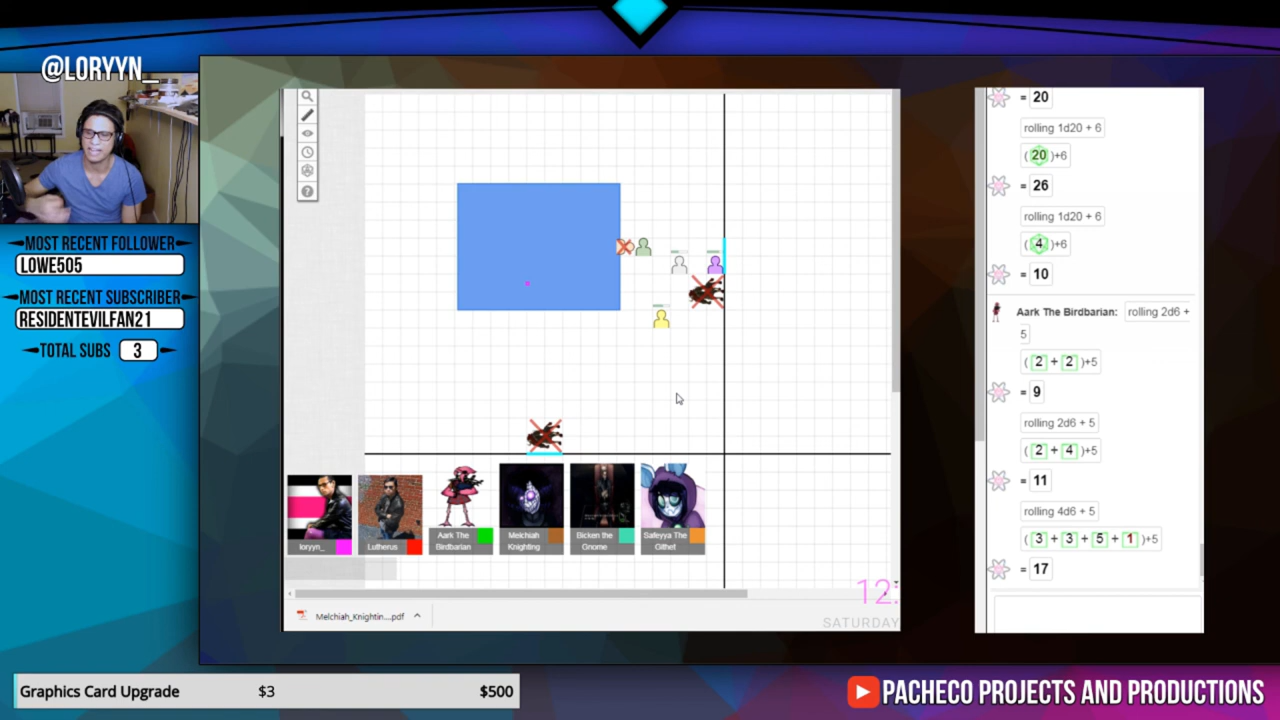 @LORYYN_
MOST RECENT FOLLOWER
LOWE505
MOST RECENT SUBSCRIBER
RESIDENTEVILFAN21
TOTAL SUBS 3
loryyn_
Lutherus
Aark The
Birdbarian
Melchiah
Knighting
Bicken the
Gnome
Safeyya The
Githet
Melchiah_Knightin....pdf
12:
SATURDAY
= 20
rolling 1d20 + 6
(20)+6
= 26
rolling 1d20 + 6
(4)+6
= 10
Aark The Birdbarian: rolling 2d6 +
5
(2 + 2)+5
= 9
rolling 2d6 + 5
(2 + 4)+5
= 11
rolling 4d6 + 5
(3 + 3 + 5 + 1)+5
= 17
Graphics Card Upgrade $3 $500
PACHECO PROJECTS AND PRODUCTIONS